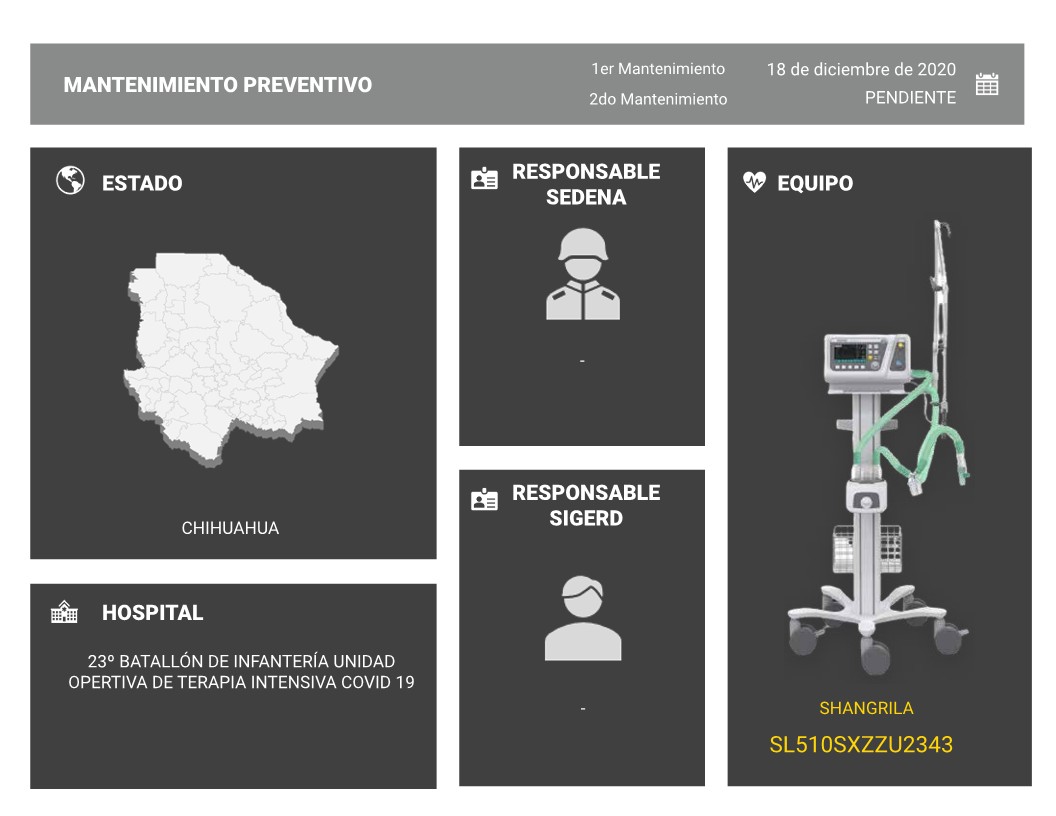 MANTENIMIENTO PREVENTIVO
1er Mantenimiento
18 de diciembre de 2020
2do Mantenimiento
PENDIENTE
ESTADO
CHIHUAHUA
HOSPITAL
23º BATALLÓN DE INFANTERÍA UNIDAD
OPERTIVA DE TERAPIA INTENSIVA COVID 19
RESPONSABLE
SEDENA
-
RESPONSABLE
SIGERD
-
EQUIPO
SHANGRILA
SL510SXZZU2343